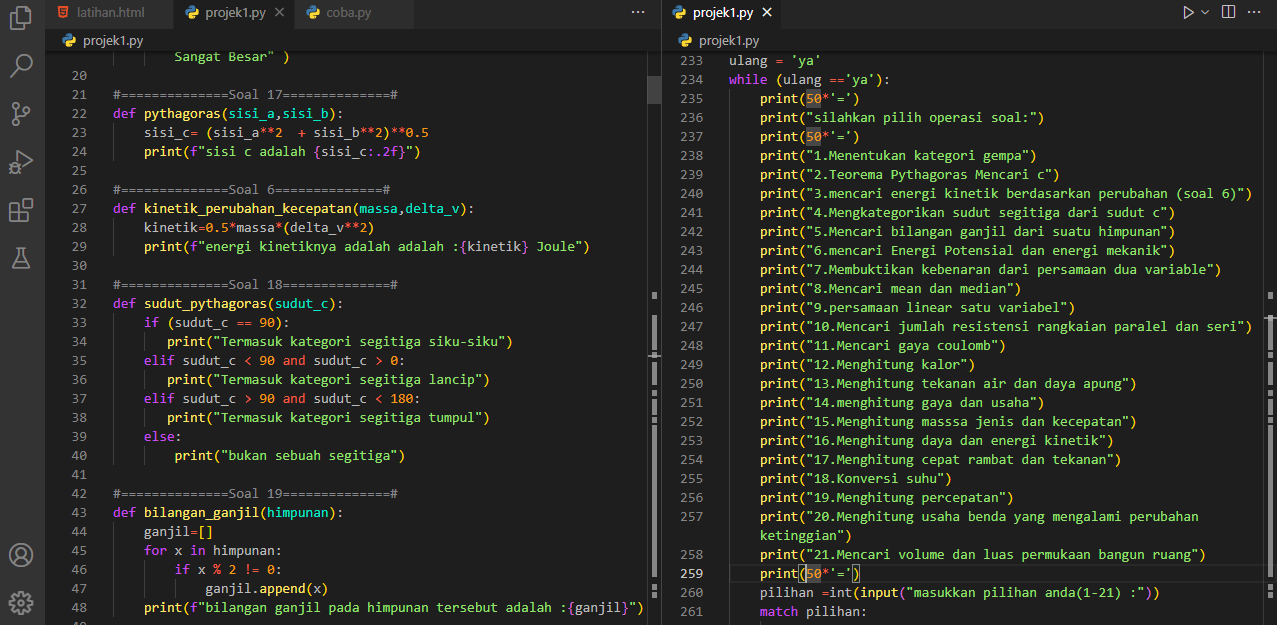 latihan.html
projek1.py
coba.py
projek1.py
Sangat Besar" )
20
21 #==============Soal 17==============#
22 def pythagoras(sisi_a,sisi_b):
23 sisi_c= (sisi_a**2  + sisi_b**2)**0.5
24 print(f"sisi c adalah {sisi_c:.2f}")
25
26 #==============Soal 6==============#
27 def kinetik_perubahan_kecepatan(massa,delta_v):
28 kinetik=0.5*massa*(delta_v**2)
29 print(f"energi kinetiknya adalah adalah :{kinetik} Joule")
30
31 #==============Soal 18==============#
32 def sudut_pythagoras(sudut_c):
33 if (sudut_c == 90):
34 print("Termasuk kategori segitiga siku-siku")
35 elif sudut_c < 90 and sudut_c > 0:
36 print("Termasuk kategori segitiga lancip")
37 elif sudut_c > 90 and sudut_c < 180:
38 print("Termasuk kategori segitiga tumpul")
39 else:
40 print("bukan sebuah segitiga")
41
42 #==============Soal 19==============#
43 def bilangan_ganjil(himpunan):
44 ganjil=[]
45 for x in himpunan:
46 if x % 2 != 0:
47 ganjil.append(x)
48 print(f"bilangan ganjil pada himpunan tersebut adalah :{ganjil}")
projek1.py
projek1.py
233 ulang = 'ya'
234 while (ulang =='ya'):
235 print(50*'=')
236 print("silahkan pilih operasi soal:")
237 print(50*'=')
238 print("1.Menentukan kategori gempa")
239 print("2.Teorema Pythagoras Mencari c")
240 print("3.mencari energi kinetik berdasarkan perubahan (soal 6)")
241 print("4.Mengkategorikan sudut segitiga dari sudut c")
242 print("5.Mencari bilangan ganjil dari suatu himpunan")
243 print("6.mencari Energi Potensial dan energi mekanik")
244 print("7.Membuktikan kebenaran dari persamaan dua variable")
245 print("8.Mencari mean dan median")
246 print("9.persamaan linear satu variabel")
247 print("10.Mencari jumlah resistensi rangkaian paralel dan seri")
248 print("11.Mencari gaya coulomb")
249 print("12.Menghitung kalor")
250 print("13.Menghitung tekanan air dan daya apung")
251 print("14.menghitung gaya dan usaha")
252 print("15.Menghitung masssa jenis dan kecepatan")
253 print("16.Menghitung daya dan energi kinetik")
254 print("17.Menghitung cepat rambat dan tekanan")
255 print("18.Konversi suhu")
256 print("19.Menghitung percepatan")
257 print("20.Menghitung usaha benda yang mengalami perubahan
ketinggian")
258 print("21.Mencari volume dan luas permukaan bangun ruang")
259 print(50*'=')
260 pilihan =int(input("masukkan pilihan anda(1-21) :"))
261 match pilihan: